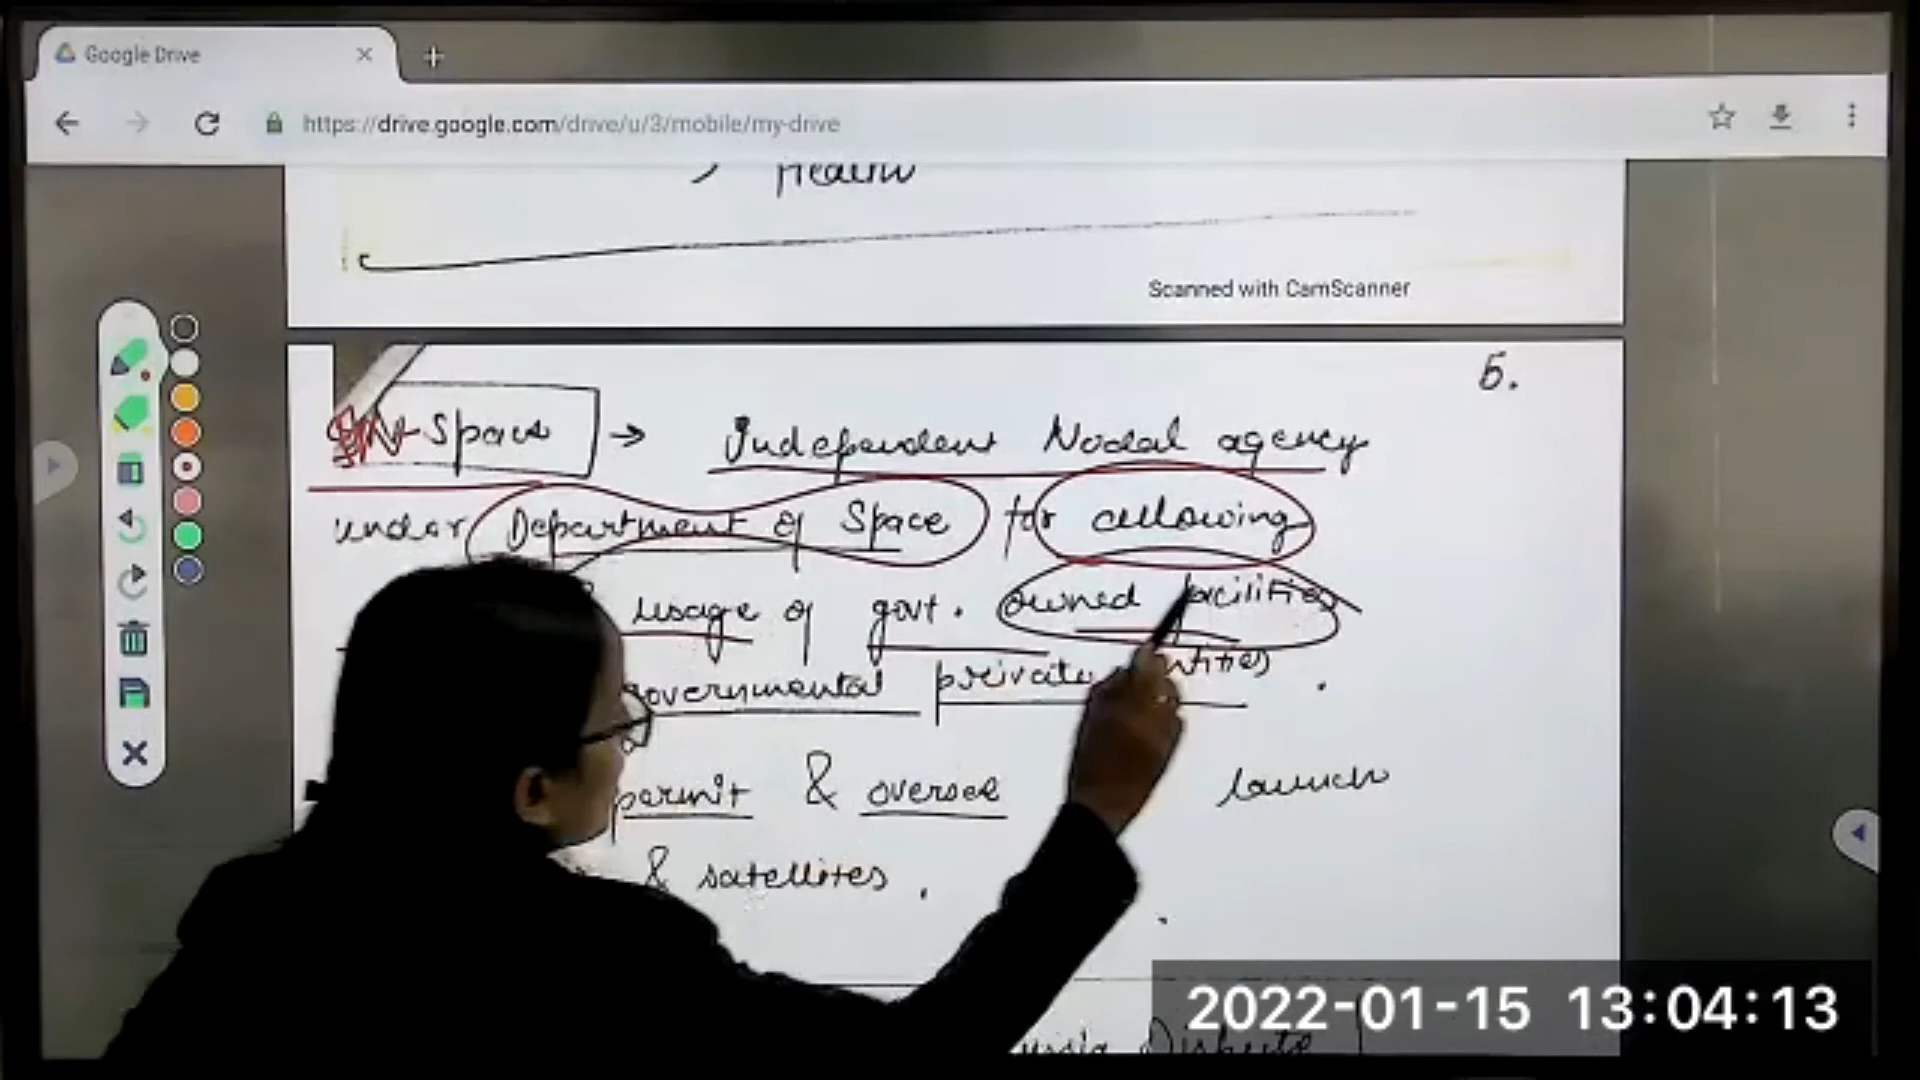 Google Drive
https://drive.google.com/drive/u/3/mobile/my-drive
Health
Scanned with CamScanner
5.
IN-Space → Independent Nodal agency
under Department of Space for allowing
usage of govt. owned facilities
governmental private entities
permit & oversee launch
& satellites.
2022-01-15 13:04:13